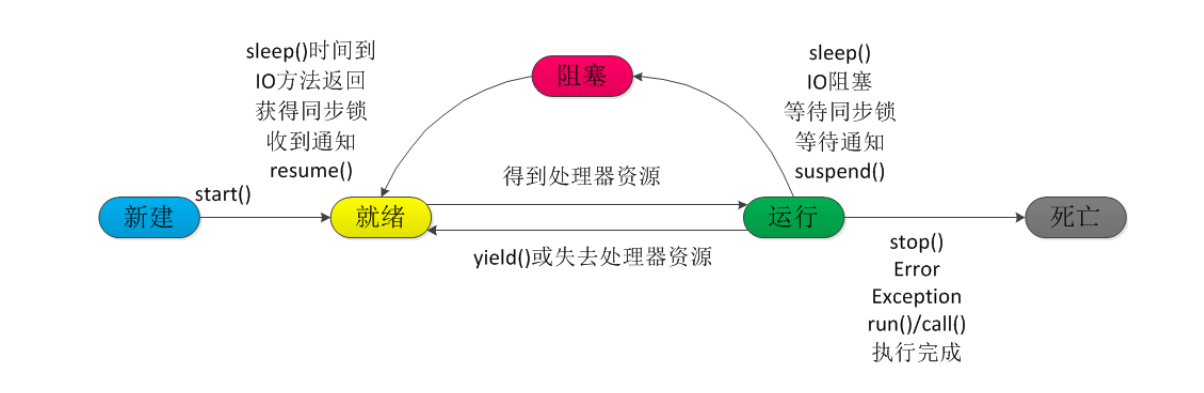 sleep()时间到
IO方法返回
获得同步锁
收到通知
resume()
阻塞
sleep()
IO阻塞
等待同步锁
等待通知
suspend()
新建
start()
就绪
得到处理器资源
yield()或失去处理器资源
运行
stop()
Error
Exception
run()/call()
执行完成
死亡